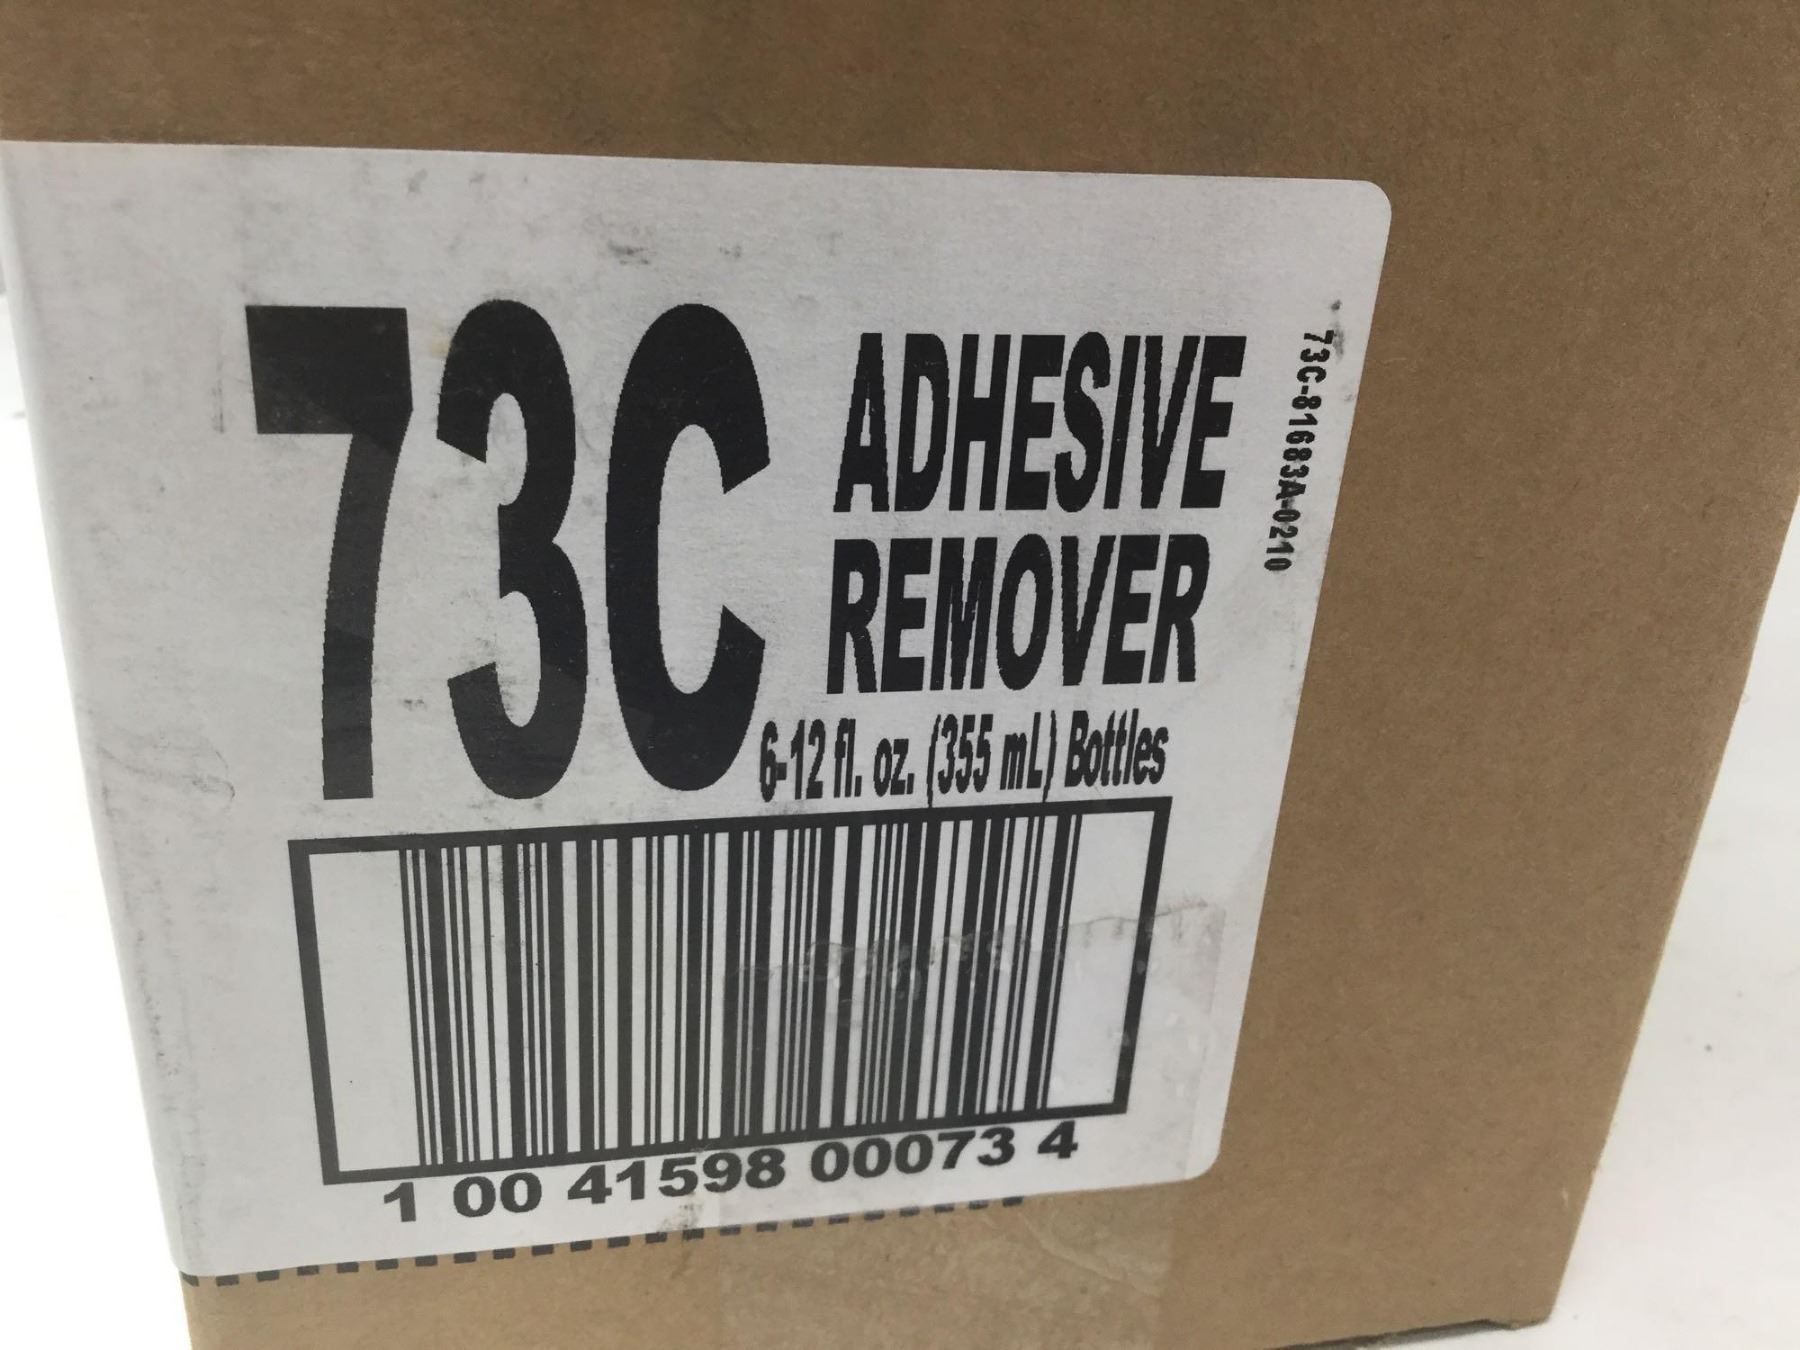 73C
ADHESIVE
REMOVER
6-12 fl. oz. (355 mL) Bottles
73C-81683A-0210
1 00 41598 00073 4